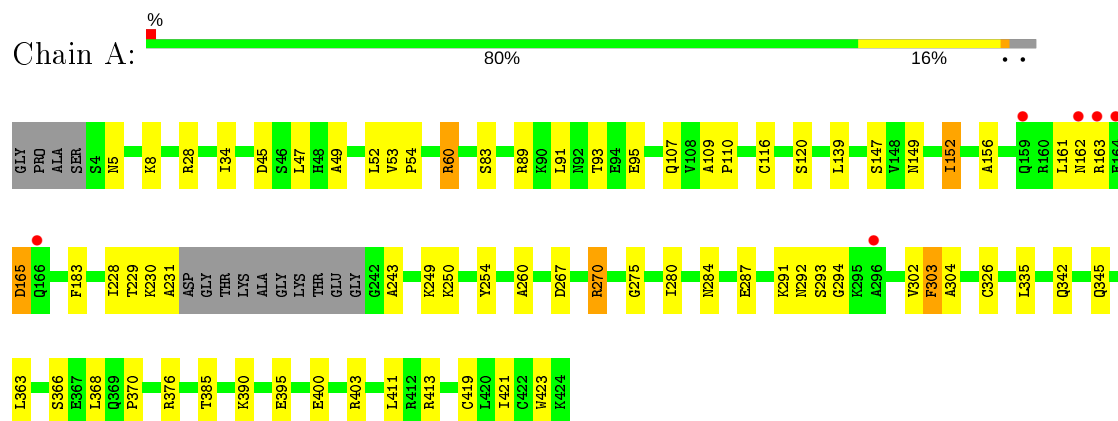 %
Chain A:
80% 16% • •
GLY PRO ALA SER S4 N5 K8 R28 I34 D45 S46 L47 H48 A49 L52 V53 P54 R60 S83 R89 K90 L91 N92 T93 E94 E95 Q107 V108 A109 P110 C116 S120 L139 S147 V148 N149 I152 A156 Q159 R160 L161 N162 R163
D165 Q166 F183 I228 T229 K230 A231 ASP GLY THR LYS ALA GLY LYS THR GLU GLY G242 A243 K249 K250 Y254 A260 D267 R270 G275 I280 N284 E287 K291 N292 S293 G294 K295 A296 V302 F303 A304 C326 L335 Q342 Q345
L363 S366 E367 L368 Q369 P370 R376 T385 K390 E395 E400 R403 L411 R412 R413 C419 L420 I421 C422 W423 K424